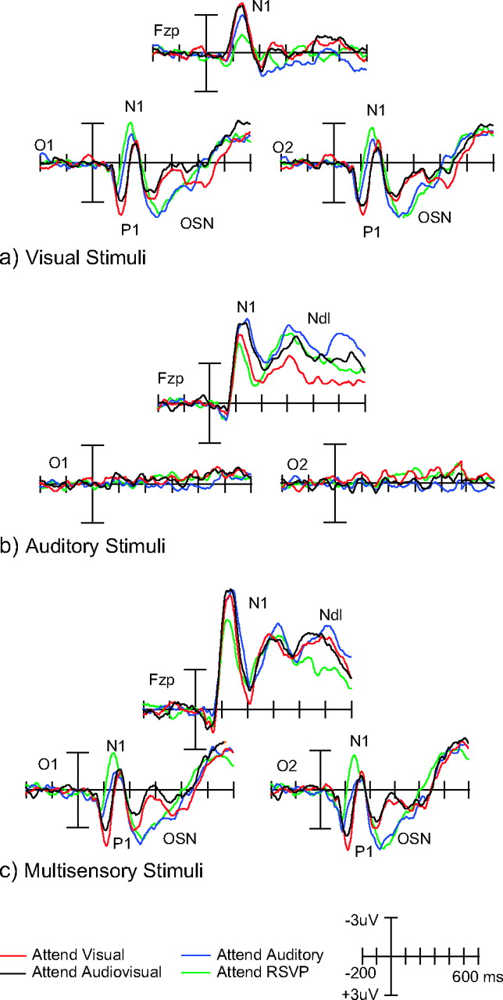 N1
Fzp
N1
N1
O1
O2
P1
OSN
P1
OSN
a) Visual Stimuli
N1
Ndl
Fzp
O1
O2
b) Auditory Stimuli
N1
Ndl
Fzp
N1
N1
O1
O2
P1
OSN
P1
OSN
c) Multisensory Stimuli
-3uV
Attend Visual
Attend Auditory
Attend Audiovisual
Attend RSVP
-200
600 ms
+3uV